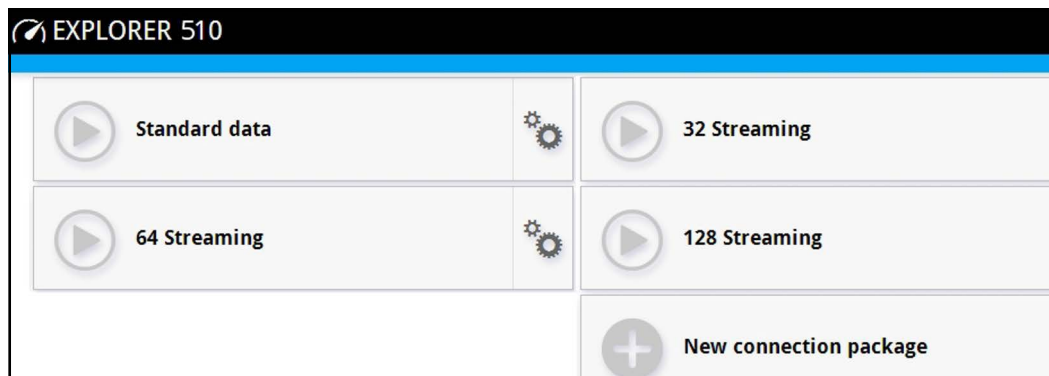 EXPLORER 510
Standard data
32 Streaming
64 Streaming
128 Streaming
New connection package